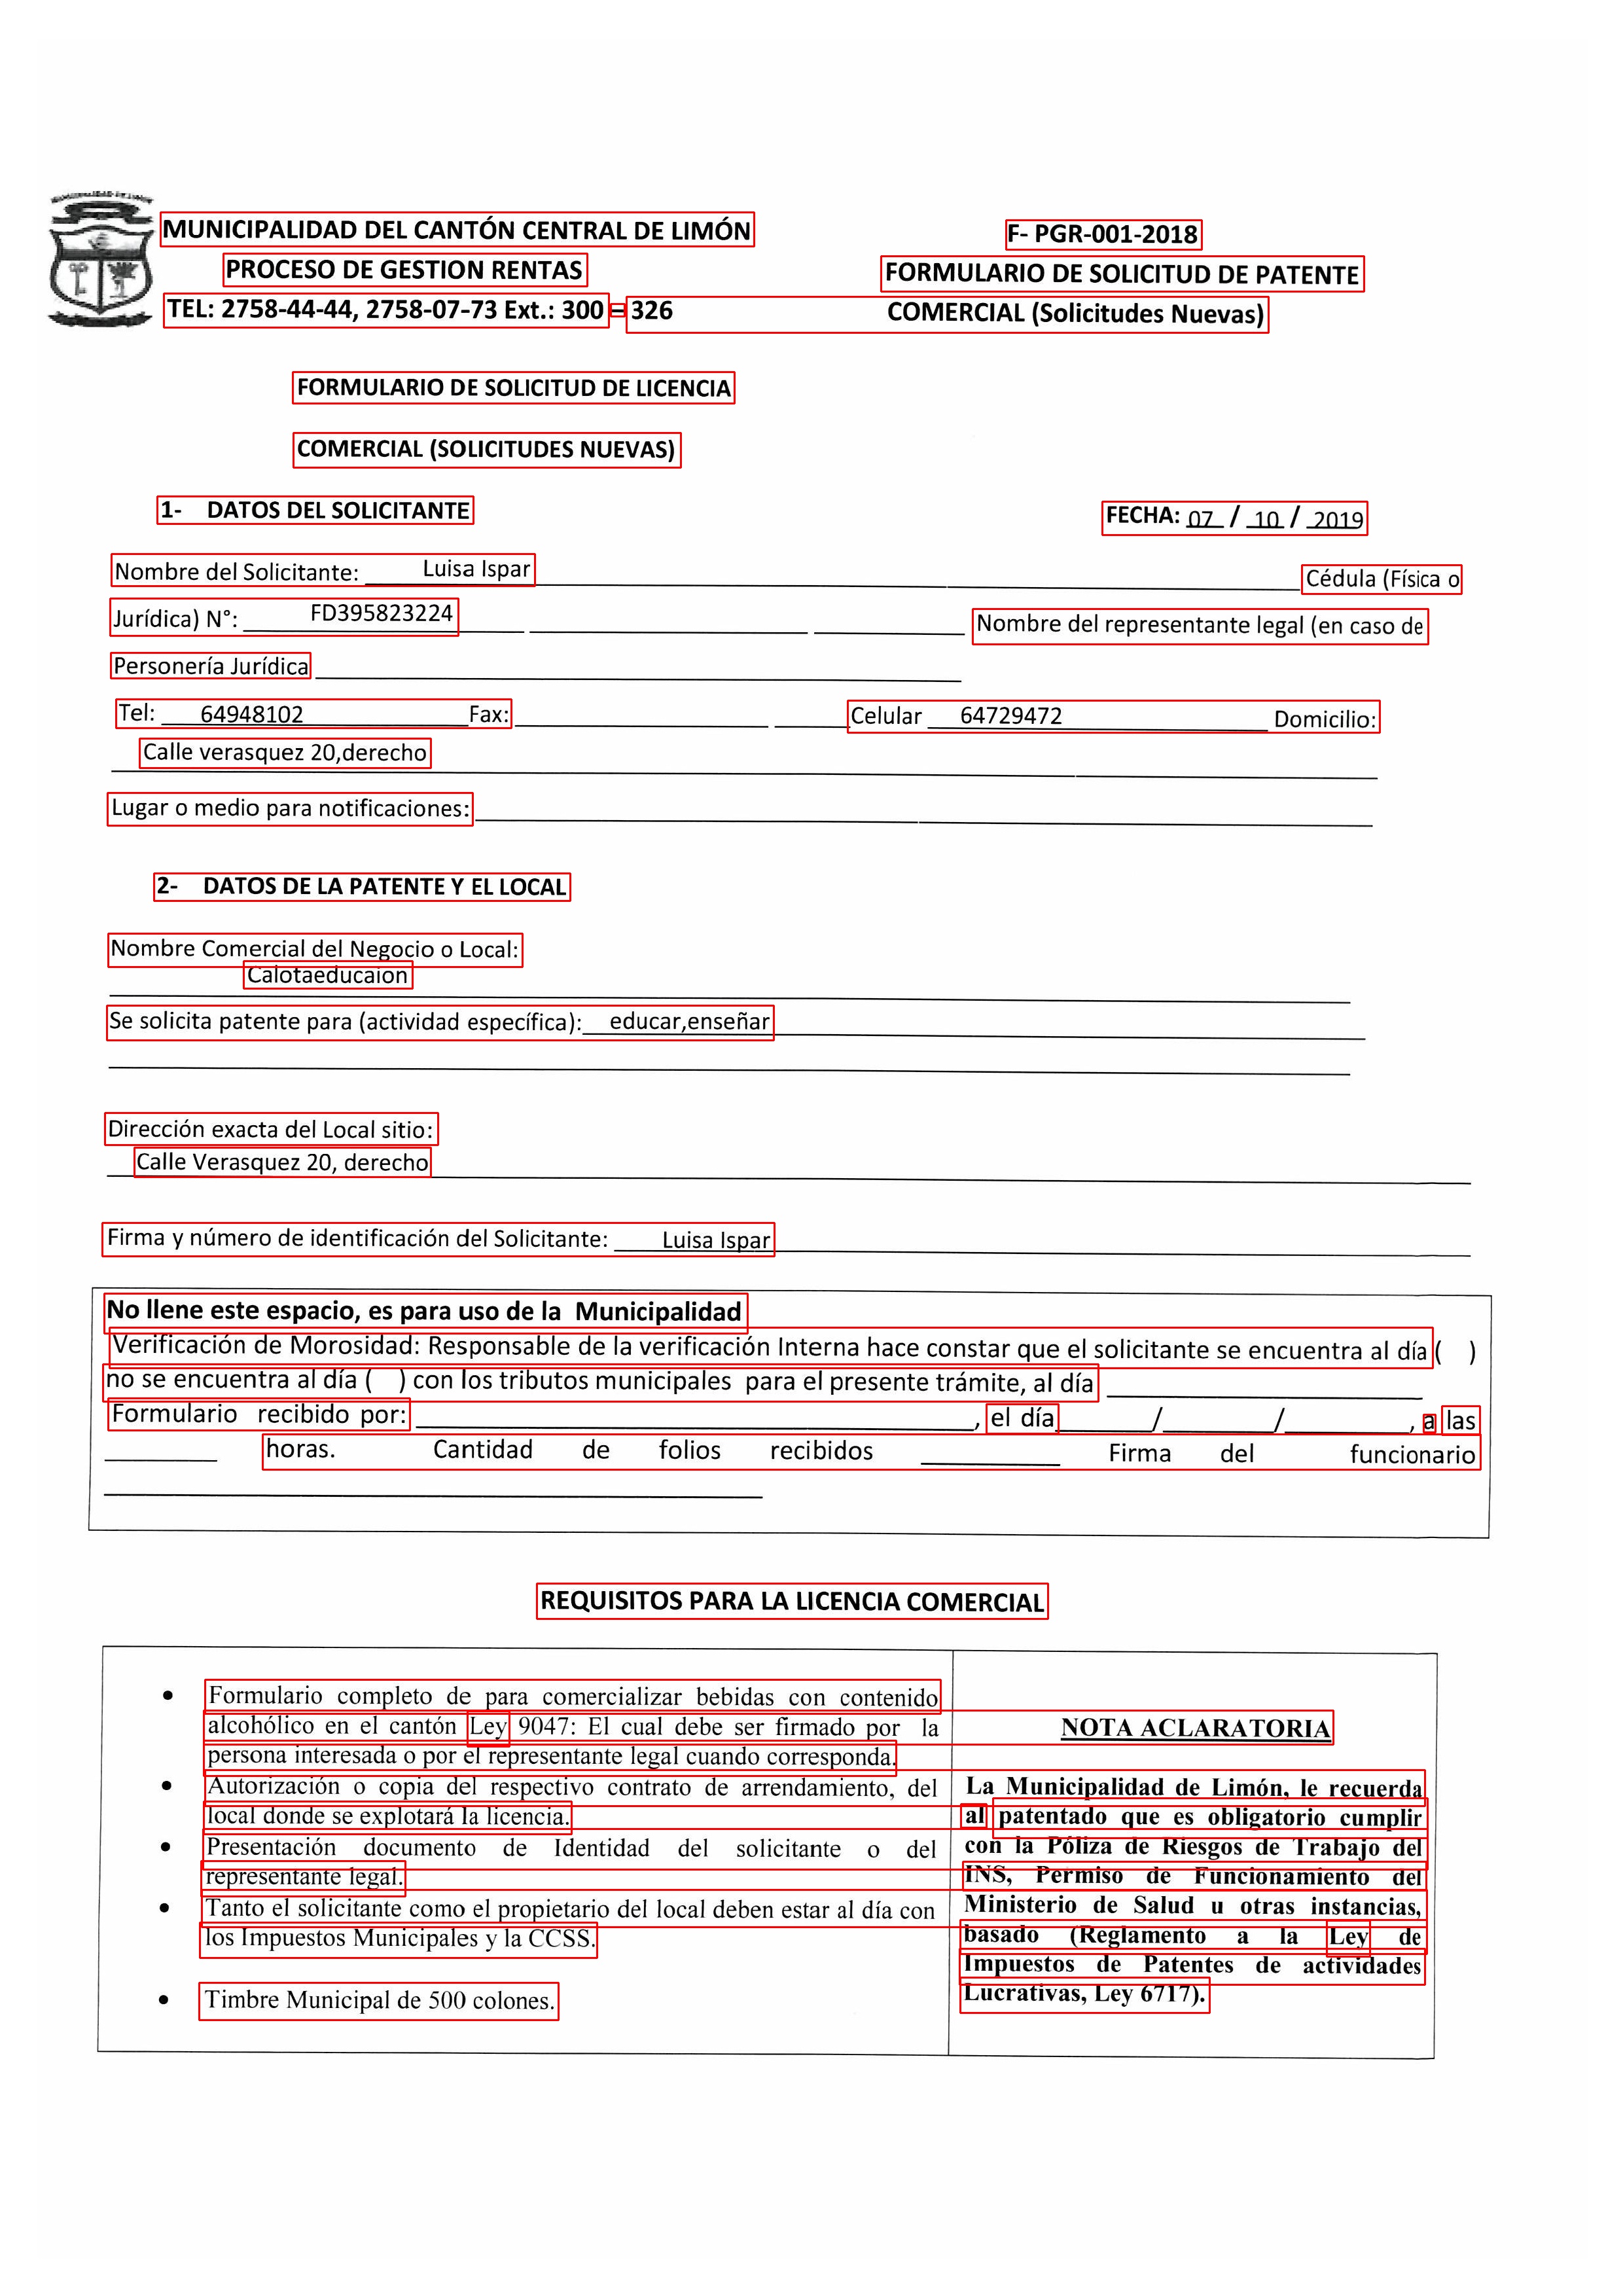 MUNICIPALIDAD DEL CANTÓN CENTRAL DE LIMÓN
PROCESO DE GESTION RENTAS
TEL: 2758-44-44, 2758-07-73 Ext.: 300 – 326
F- PGR-001-2018
FORMULARIO DE SOLICITUD DE PATENTE
COMERCIAL (Solicitudes Nuevas)
FORMULARIO DE SOLICITUD DE LICENCIA
COMERCIAL (SOLICITUDES NUEVAS)
1- DATOS DEL SOLICITANTE
FECHA: 07 / 10 / 2019
Nombre del Solicitante: Luisa Ispar Cédula (Física o
Jurídica) N°: FD395823224 Nombre del representante legal (en caso de
Personería Jurídica
Tel: 64948102 Fax: Celular 64729472 Domicilio:
Calle verasquez 20,derecho
Lugar o medio para notificaciones:
2- DATOS DE LA PATENTE Y EL LOCAL
Nombre Comercial del Negocio o Local:
Calotaeducaion
Se solicita patente para (actividad específica): educar,enseñar
Dirección exacta del Local sitio:
Calle Verasquez 20, derecho
Firma y número de identificación del Solicitante: Luisa Ispar
No llene este espacio, es para uso de la Municipalidad
Verificación de Morosidad: Responsable de la verificación Interna hace constar que el solicitante se encuentra al día ( )
no se encuentra al día ( ) con los tributos municipales para el presente trámite, al día
Formulario recibido por: , el día / / , a las
horas. Cantidad de folios recibidos Firma del funcionario
REQUISITOS PARA LA LICENCIA COMERCIAL
• Formulario completo de para comercializar bebidas con contenido
alcohólico en el cantón Ley 9047: El cual debe ser firmado por la
persona interesada o por el representante legal cuando corresponda.
• Autorización o copia del respectivo contrato de arrendamiento, del
local donde se explotará la licencia.
• Presentación documento de Identidad del solicitante o del
representante legal.
• Tanto el solicitante como el propietario del local deben estar al día con
los Impuestos Municipales y la CCSS.
• Timbre Municipal de 500 colones.
NOTA ACLARATORIA
La Municipalidad de Limón, le recuerda
al patentado que es obligatorio cumplir
con la Póliza de Riesgos de Trabajo del
INS, Permiso de Funcionamiento del
Ministerio de Salud u otras instancias,
basado (Reglamento a la Ley de
Impuestos de Patentes de actividades
Lucrativas, Ley 6717).